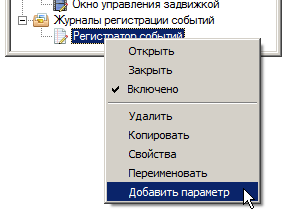 Окно управления задвижкой
Журналы регистрации событий
Регистратор событий
Открыть
Закрыть
Включено
Удалить
Копировать
Свойства
Переименовать
Добавить параметр